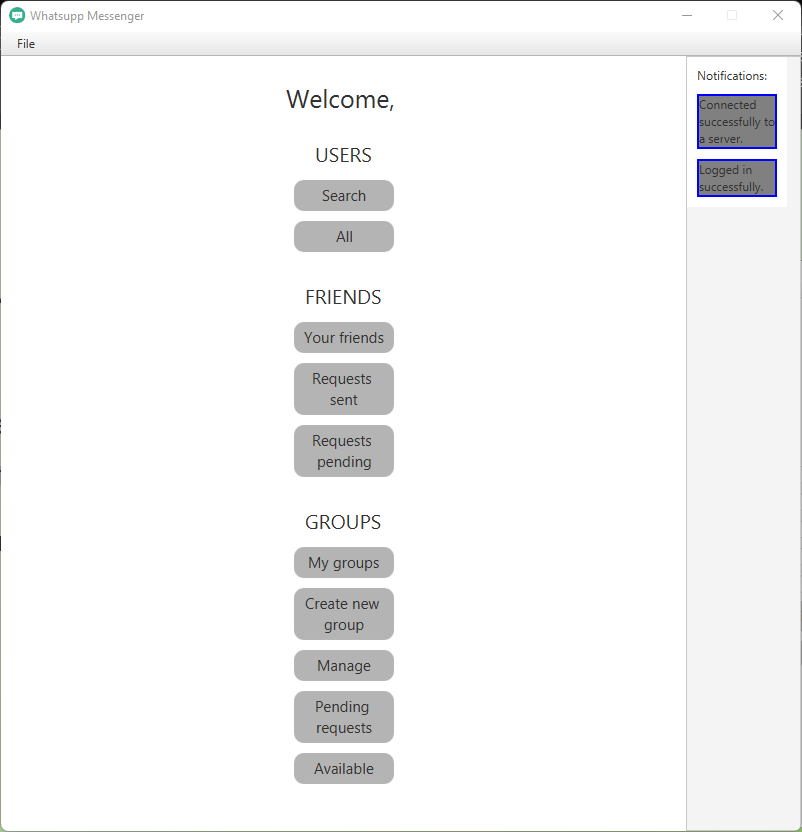 Whatsupp Messenger
File
Welcome,
USERS
Search
All
FRIENDS
Your friends
Requests
sent
Requests
pending
GROUPS
My groups
Create new
group
Manage
Pending
requests
Available
Notifications:
Connected
successfully to
a server.
Logged in
successfully.